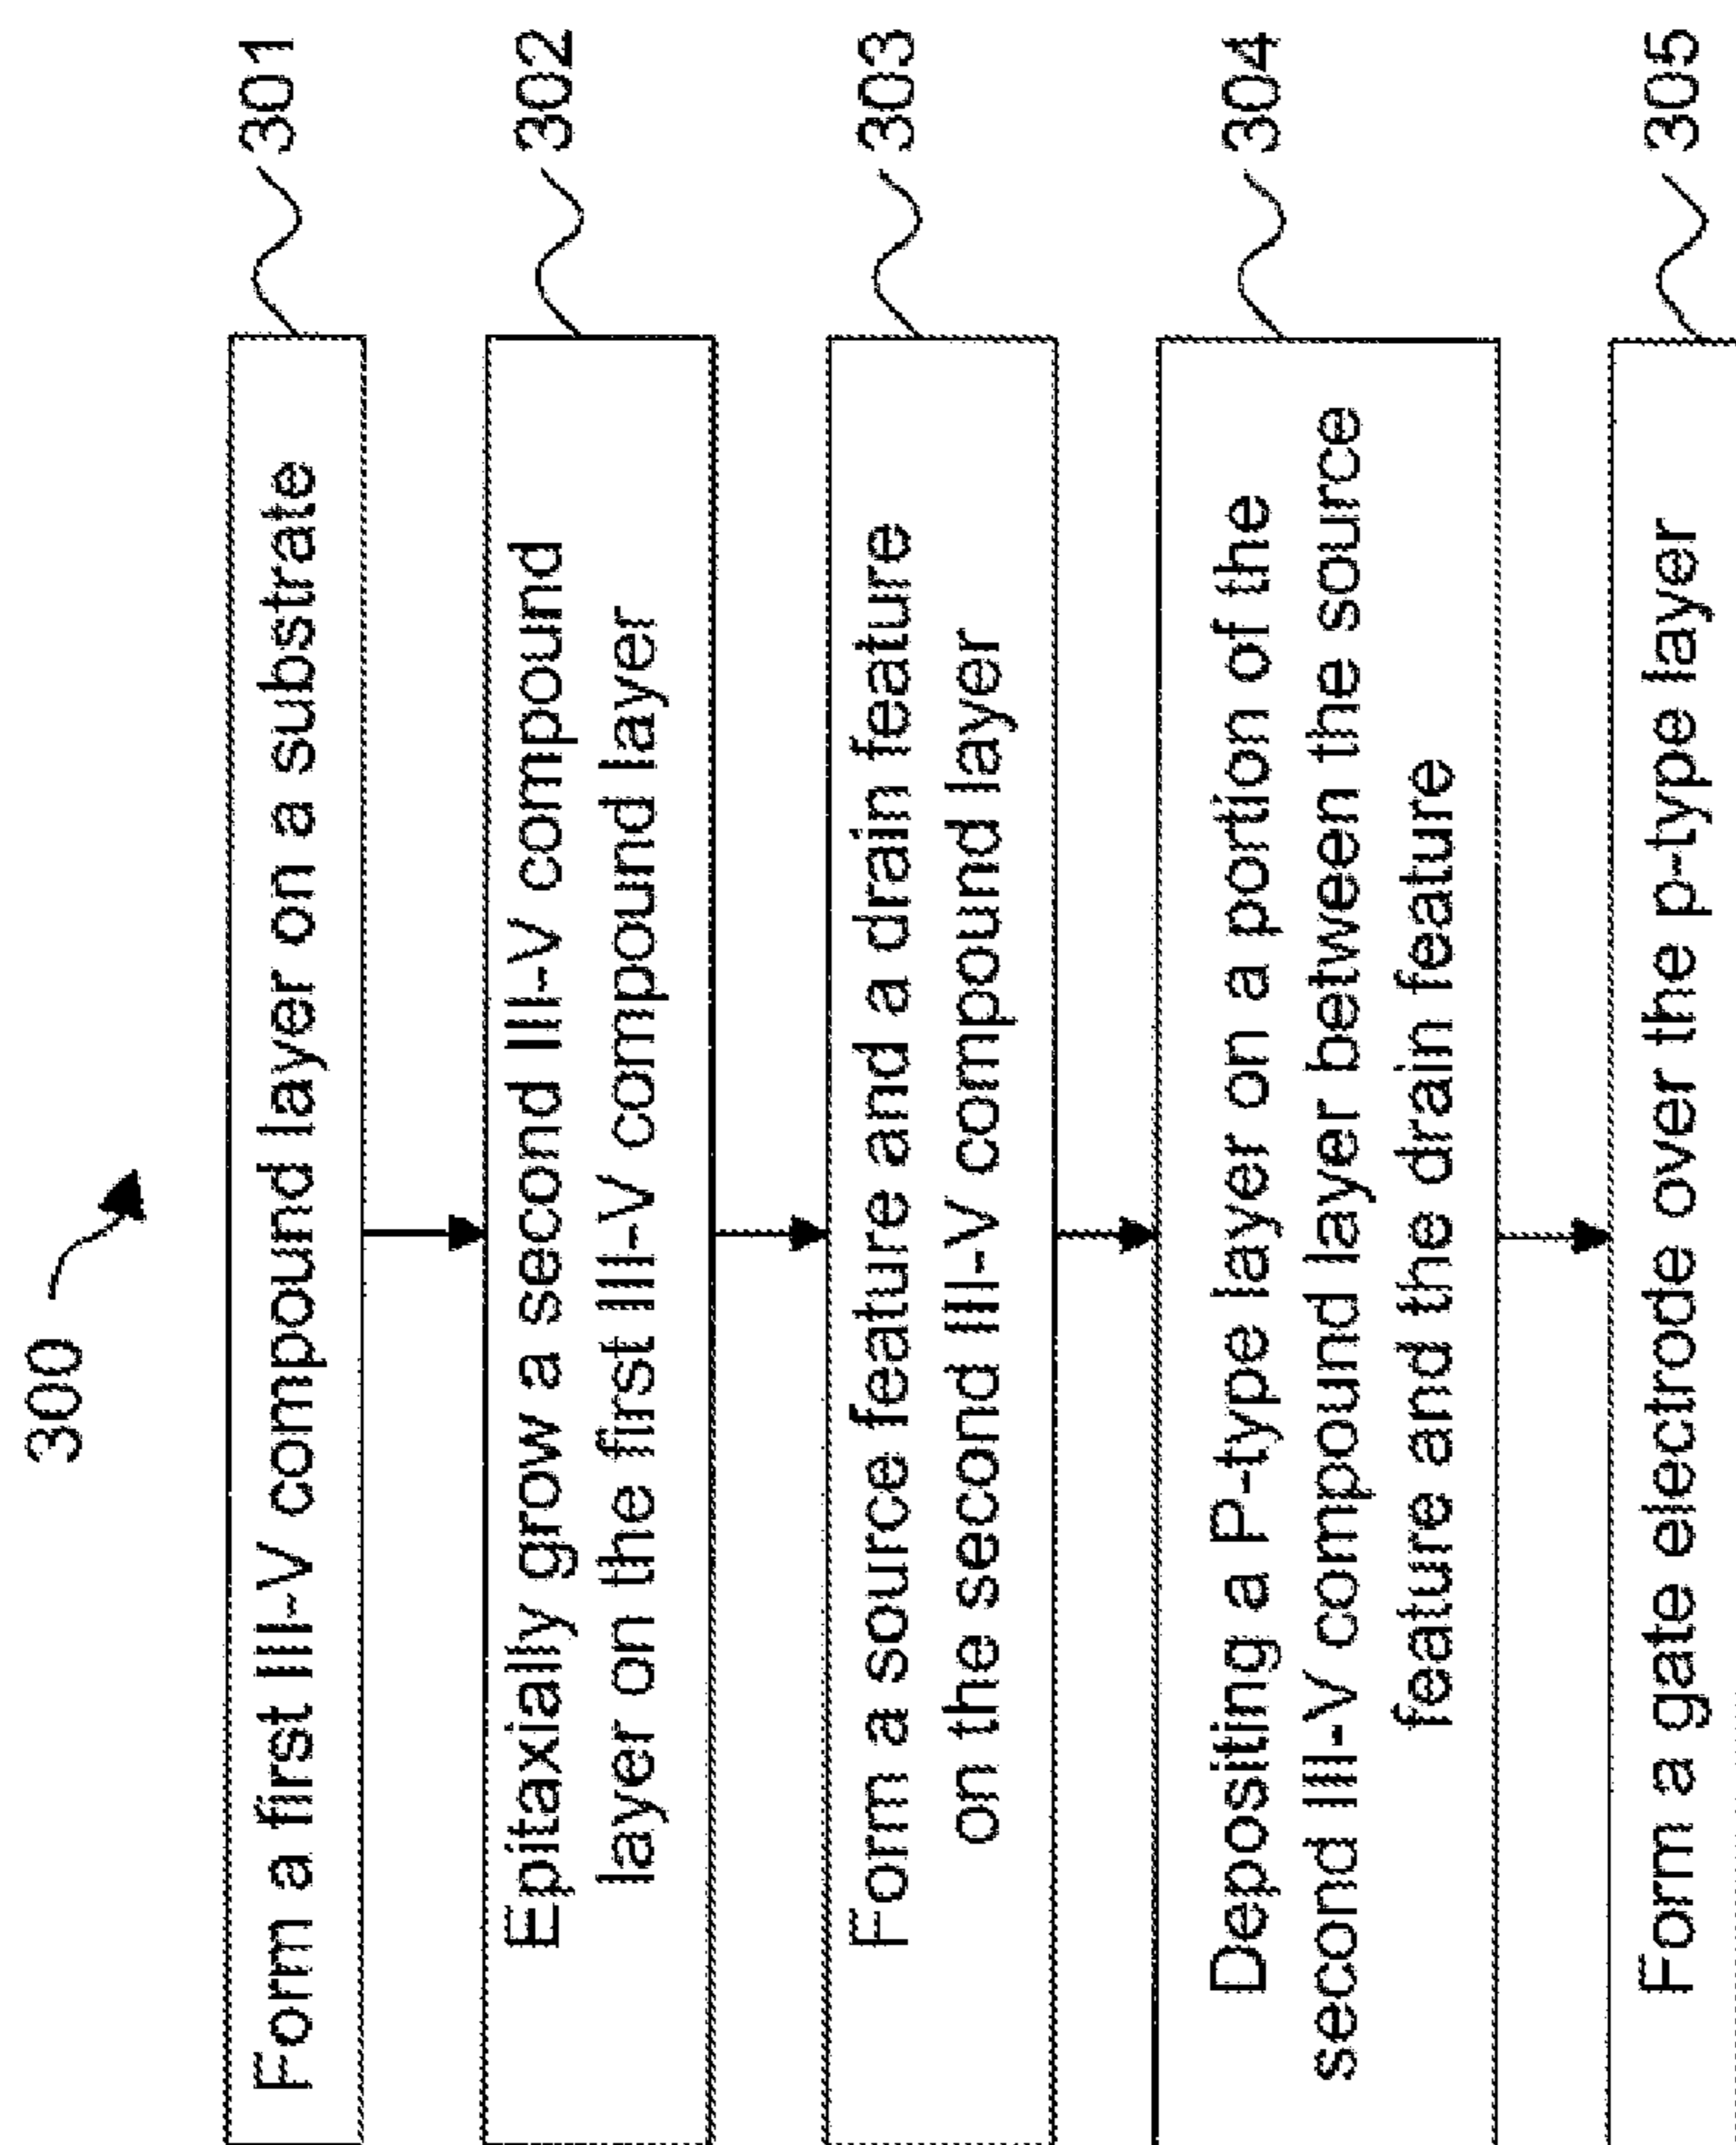 300
Form a first III-V compound layer on a substrate
301
Epitaxially grow a second III-V compound
layer on the first III-V compound layer
302
Form a source feature and a drain feature
on the second III-V compound layer
303
Depositing a P-type layer on a portion of the
second III-V compound layer between the source
feature and the drain feature
304
Form a gate electrode over the p-type layer
305